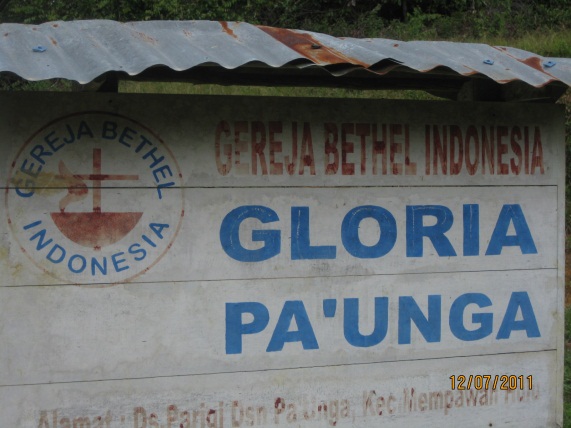 GEREJA BETHEL
INDONESIA
GEREJA BETHEL INDONESIA
GLORIA
PA'UNGA
Alamat : Ds Parigi Dsn Pa'unga, Kec Mempawah Hulu
12/07/2011